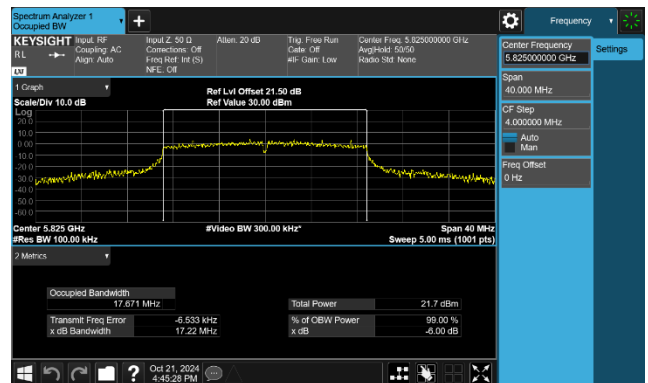 Spectrum Analyzer 1
Occupied BW
Frequency
KEYSIGHT
RL
Input: RF
Coupling: AC
Align: Auto
Input Z: 50 Ω
Corrections: Off
Freq Ref: Int (S)
NFE: Off
Atten: 20 dB
Trig: Free Run
Gate: Off
#IF Gain: Low
Center Freq: 5.825000000 GHz
Avg|Hold: 50/50
Radio Std: None
LXI
Center Frequency
5.825000000 GHz
Settings
Span
40.000 MHz
CF Step
4.000000 MHz
Auto
Man
Freq Offset
0 Hz
1 Graph
Scale/Div 10.0 dB
Ref Lvl Offset 21.50 dB
Ref Value 30.00 dBm
Log
20.0
10.0
0.00
-10.0
-20.0
-30.0
-40.0
-50.0
-60.0
Center 5.825 GHz
#Video BW 300.00 kHz*
Span 40 MHz
#Res BW 100.00 kHz
Sweep 5.00 ms (1001 pts)
2 Metrics
Occupied Bandwidth
17.671 MHz
Total Power 21.7 dBm
Transmit Freq Error -6.533 kHz
% of OBW Power 99.00 %
x dB Bandwidth 17.22 MHz
x dB -6.00 dB
?
Oct 21, 2024
4:45:28 PM